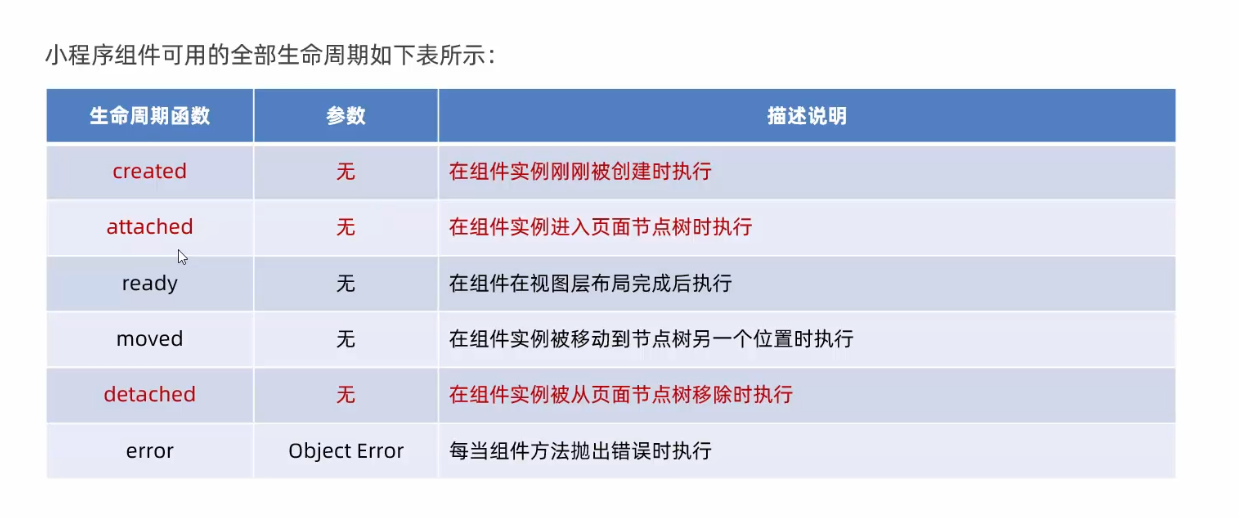 小程序组件可用的全部生命周期如下表所示：
生命周期函数 参数 描述说明
created 无 在组件实例刚刚被创建时执行
attached 无 在组件实例进入页面节点树时执行
ready 无 在组件在视图层布局完成后执行
moved 无 在组件实例被移动到节点树另一个位置时执行
detached 无 在组件实例被从页面节点树移除时执行
error Object Error 每当组件方法抛出错误时执行